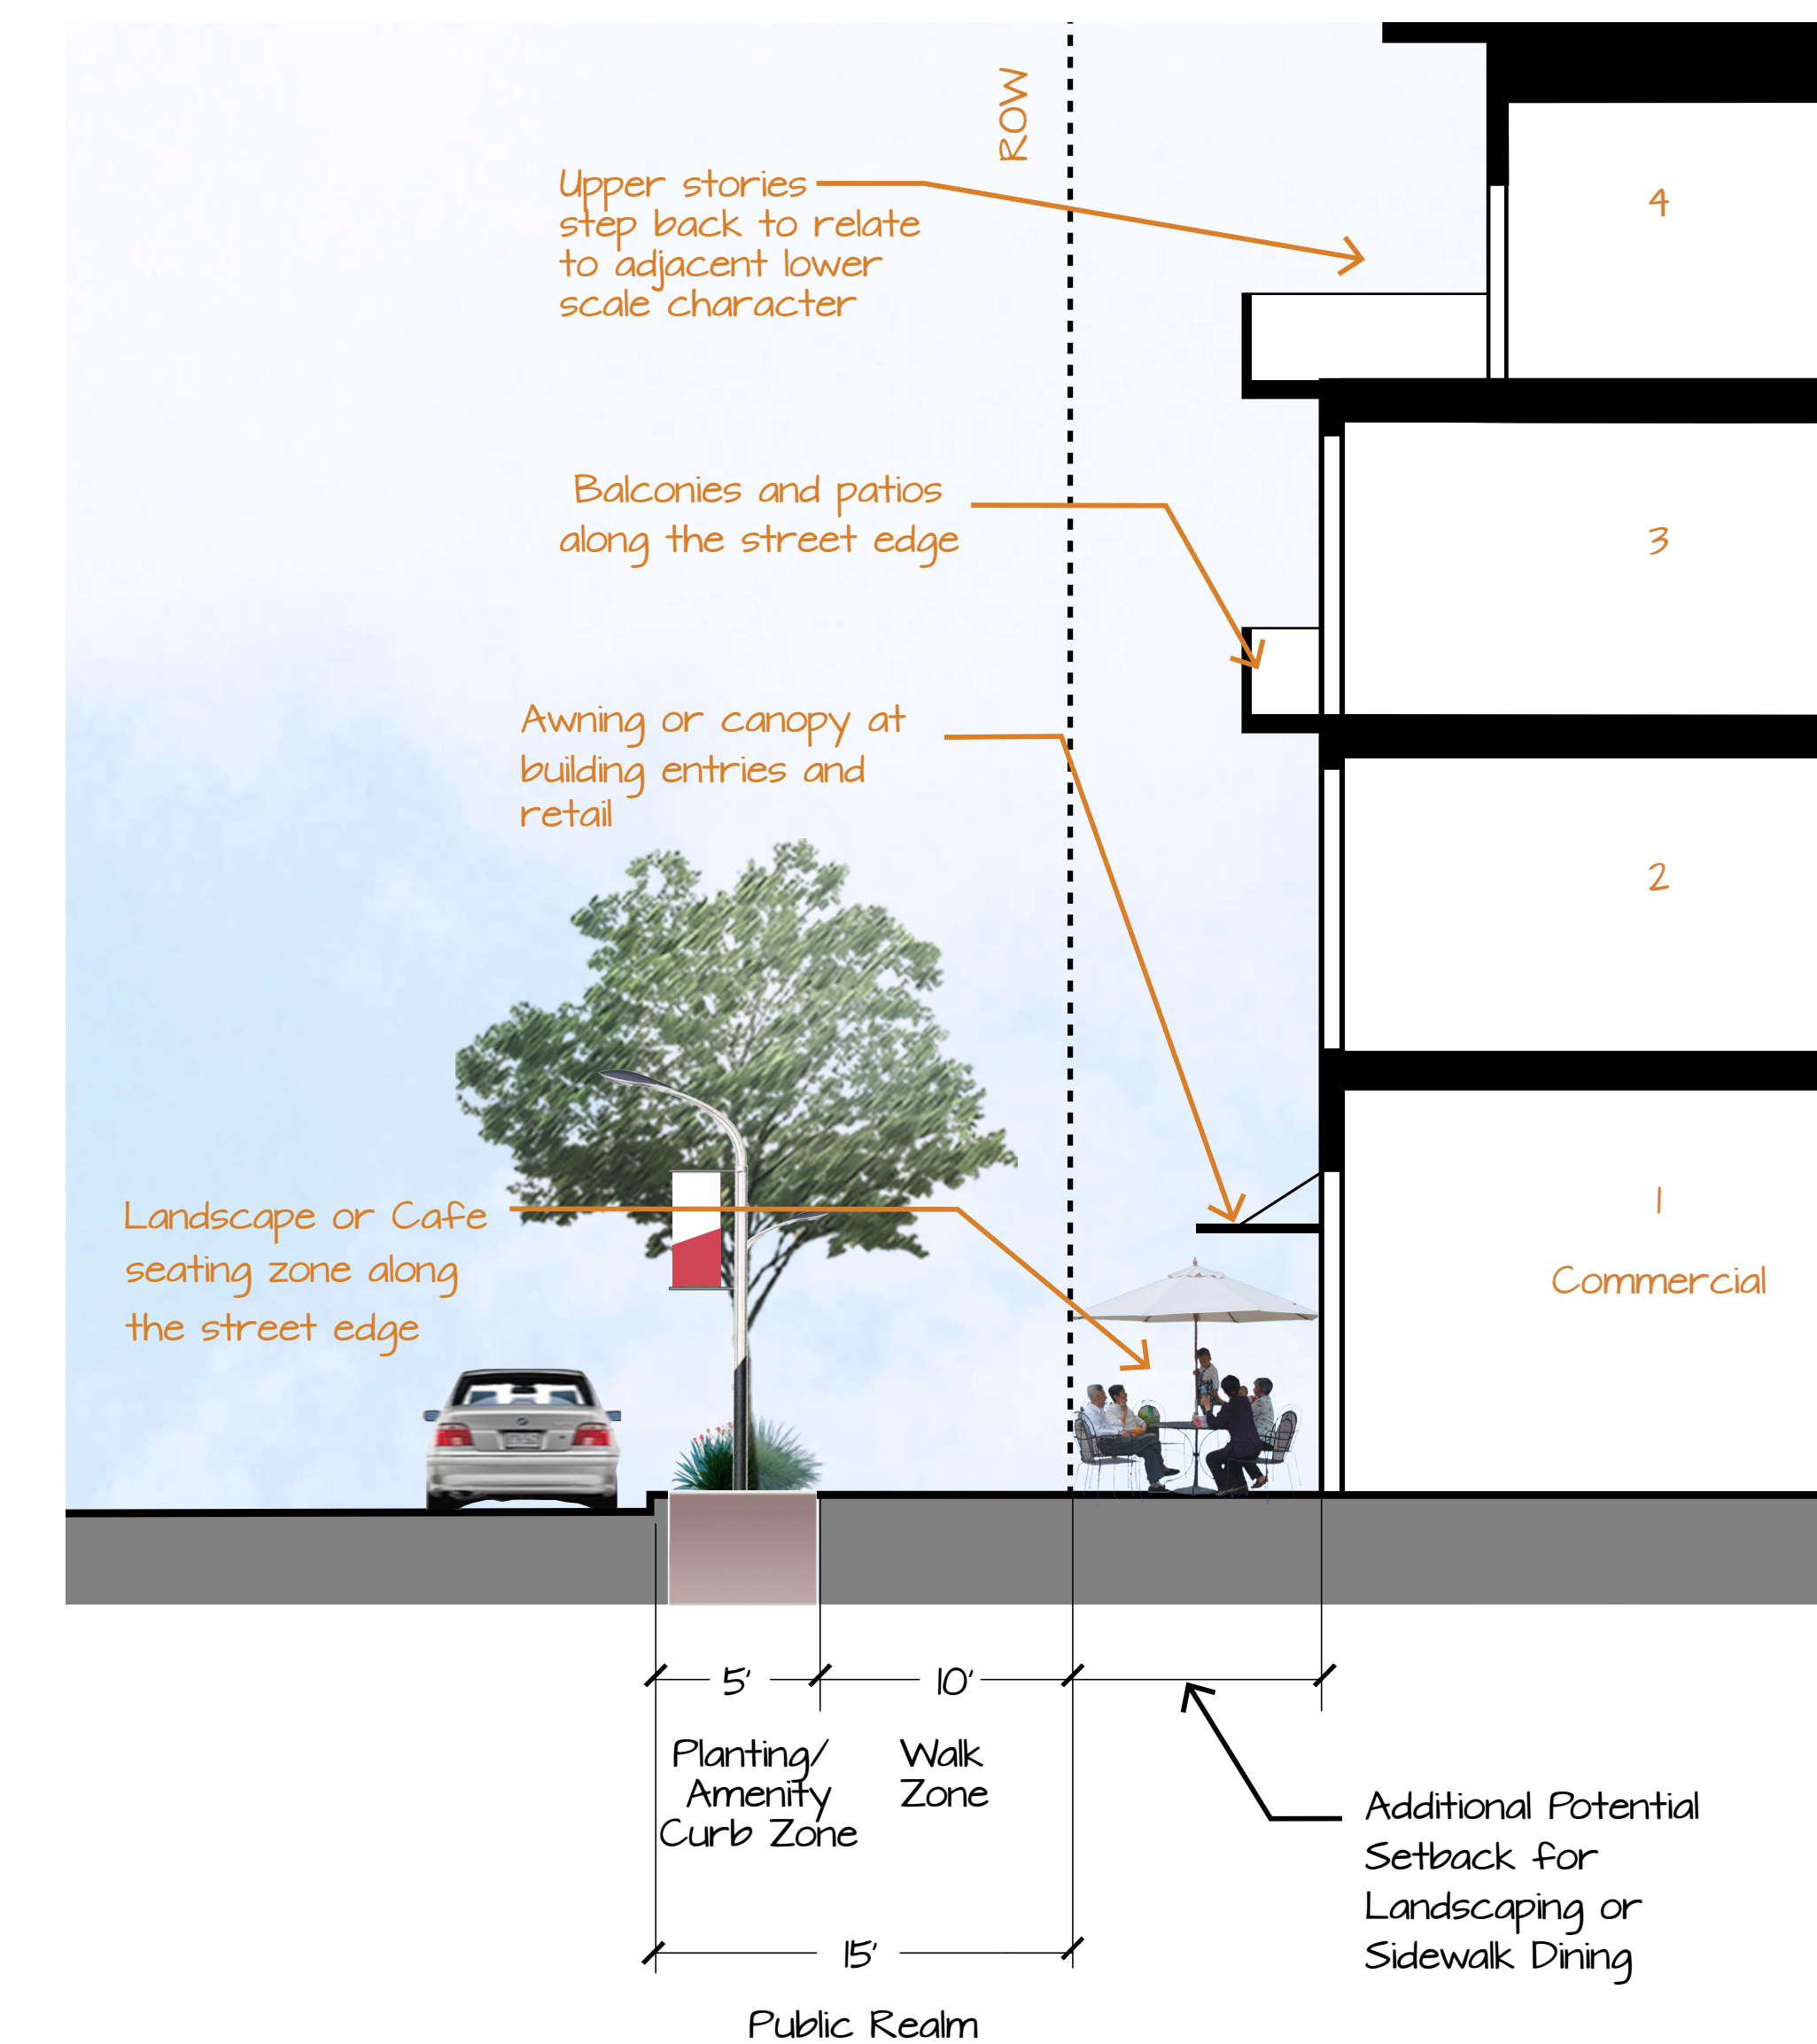 ROW
Upper stories
step back to relate
to adjacent lower
scale character
4
Balconies and patios
along the street edge
3
Awning or canopy at
building entries and
retail
2
Landscape or Cafe
seating zone along
the street edge
1
Commercial
5'
10'
Planting/
Amenity
Curb Zone
Walk
Zone
Additional Potential
Setback for
Landscaping or
Sidewalk Dining
15'
Public Realm